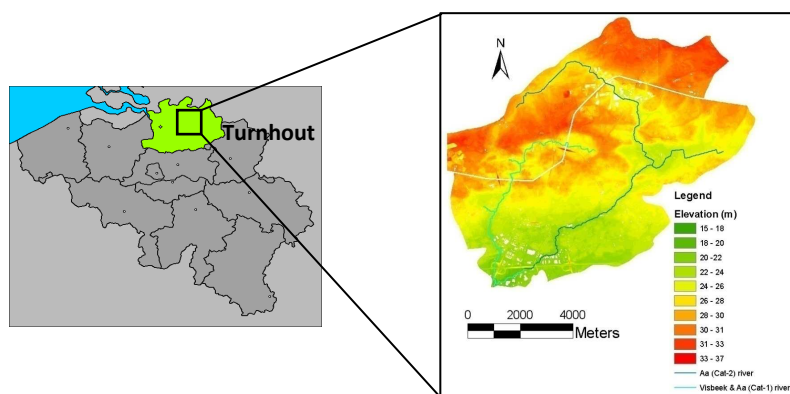 Turnhout
N
Legend
Elevation (m)
15 - 18
18 - 20
20 -22
22 - 24
24 - 26
26 - 28
28 - 30
30 - 31
31 - 33
33 - 37
Aa (Cat-2) river
Visbeek & Aa (Cat-1) river
0 2000 4000
Meters